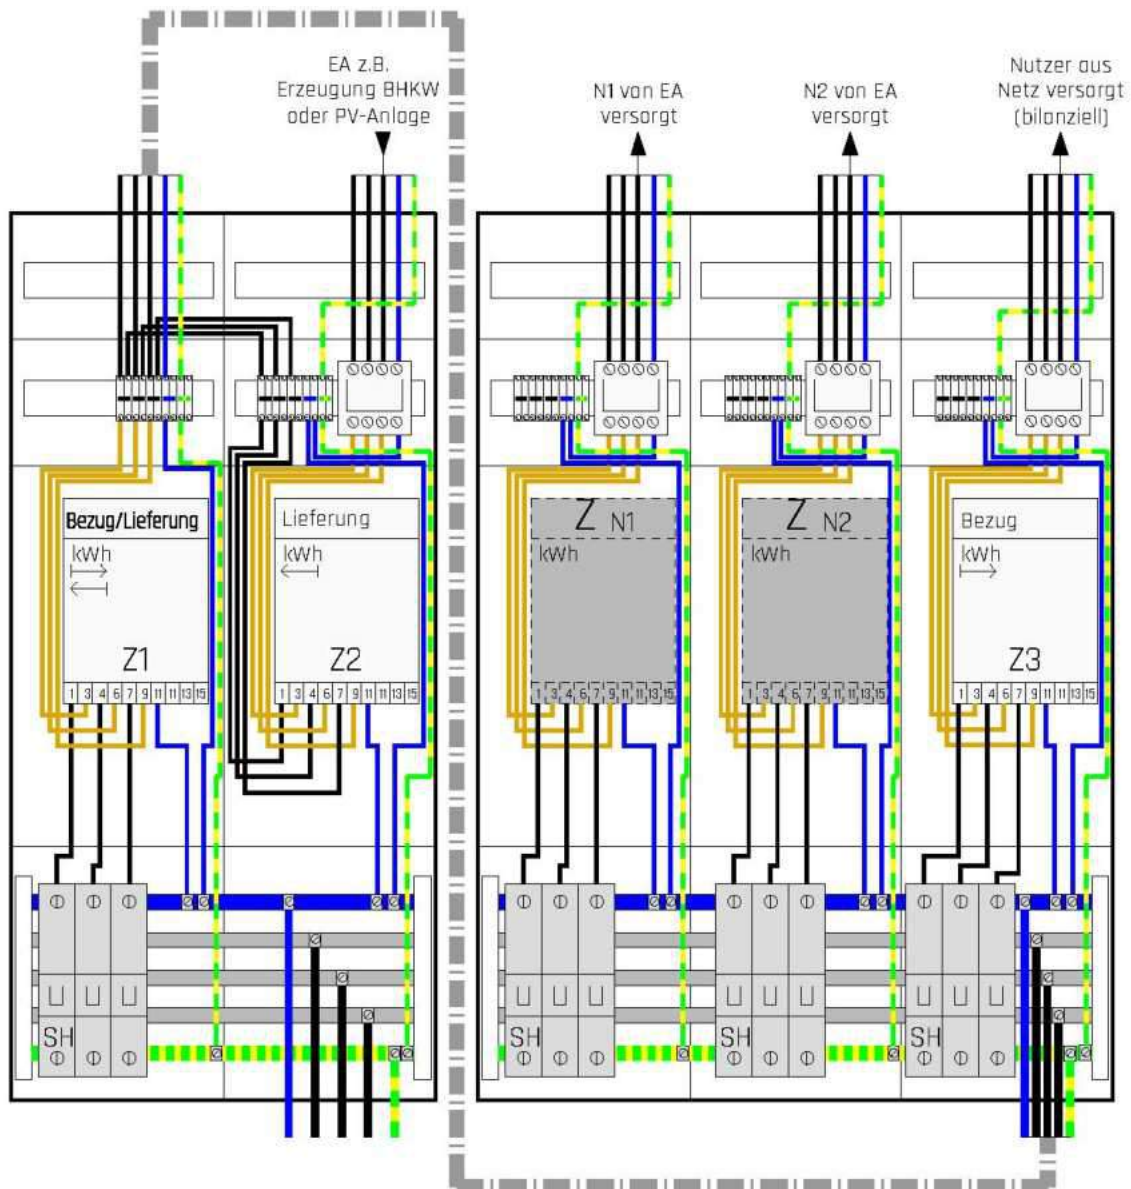 EA z.B.
Erzeugung BHKW
oder PV-Anlage
N1 von EA
versorgt
N2 von EA
versorgt
Nutzer aus
Netz versorgt
(bilanziell)
Bezug/Lieferung
kWh
Z1
1 3 4 6 7 9 11 11 13 15
Lieferung
kWh
Z2
1 3 4 6 7 9 11 11 13 15
Z N1
kWh
1 3 4 6 7 9 11 11 13 15
Z N2
kWh
1 3 4 6 7 9 11 11 13 15
Bezug
kWh
Z3
1 3 4 6 7 9 11 11 13 15
SH
SH
SH
SH